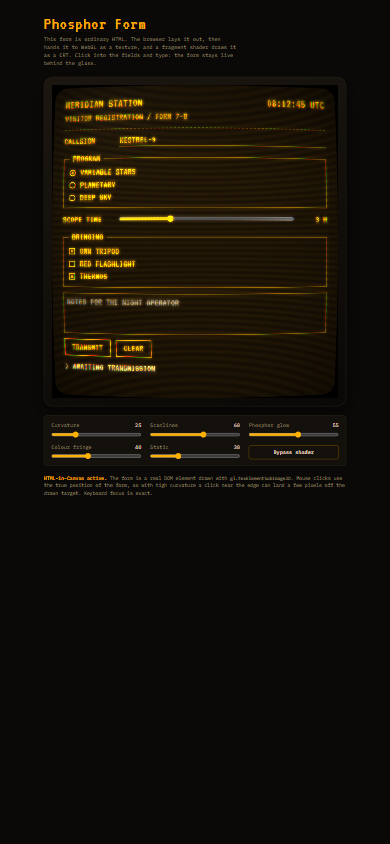 Phosphor Form
This form is ordinary HTML. The browser lays it out, then
hands it to WebGL as a texture, and a fragment shader draws it
as a CRT. Click into the fields and type: the form stays live
behind the glass.
MERIDIAN STATION 08:12:45 UTC
VISITOR REGISTRATION / FORM 7-B
CALLSIGN KESTREL-9
PROGRAM
VARIABLE STARS
PLANETARY
DEEP SKY
SCOPE TIME 3 H
BRINGING
OWN TRIPOD
RED FLASHLIGHT
THERMOS
NOTES FOR THE NIGHT OPERATOR
TRANSMIT CLEAR
> AWAITING TRANSMISSION
Curvature 25 Scanlines 60 Phosphor glow 55
Colour fringe 40 Static 30 Bypass shader
HTML-in-Canvas active. The form is a real DOM element drawn with gl.texElementImage2D. Mouse clicks use
the true position of the form, so with high curvature a click near the edge can land a few pixels off the
drawn target. Keyboard focus is exact.